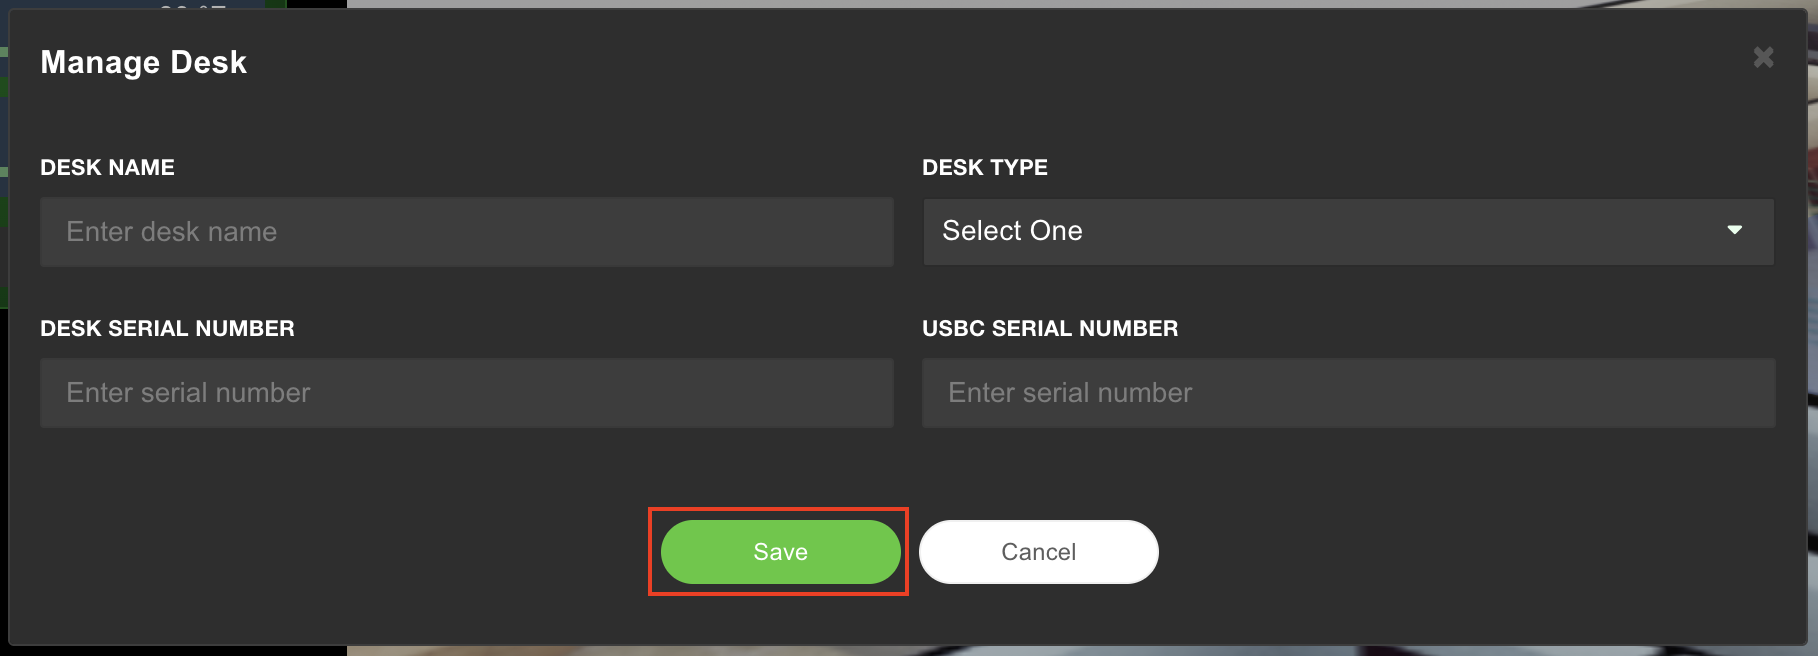 Manage Desk
DESK NAME
DESK TYPE
Enter desk name
Select One
DESK SERIAL NUMBER
USBC SERIAL NUMBER
Enter serial number
Enter serial number
Save
Cancel